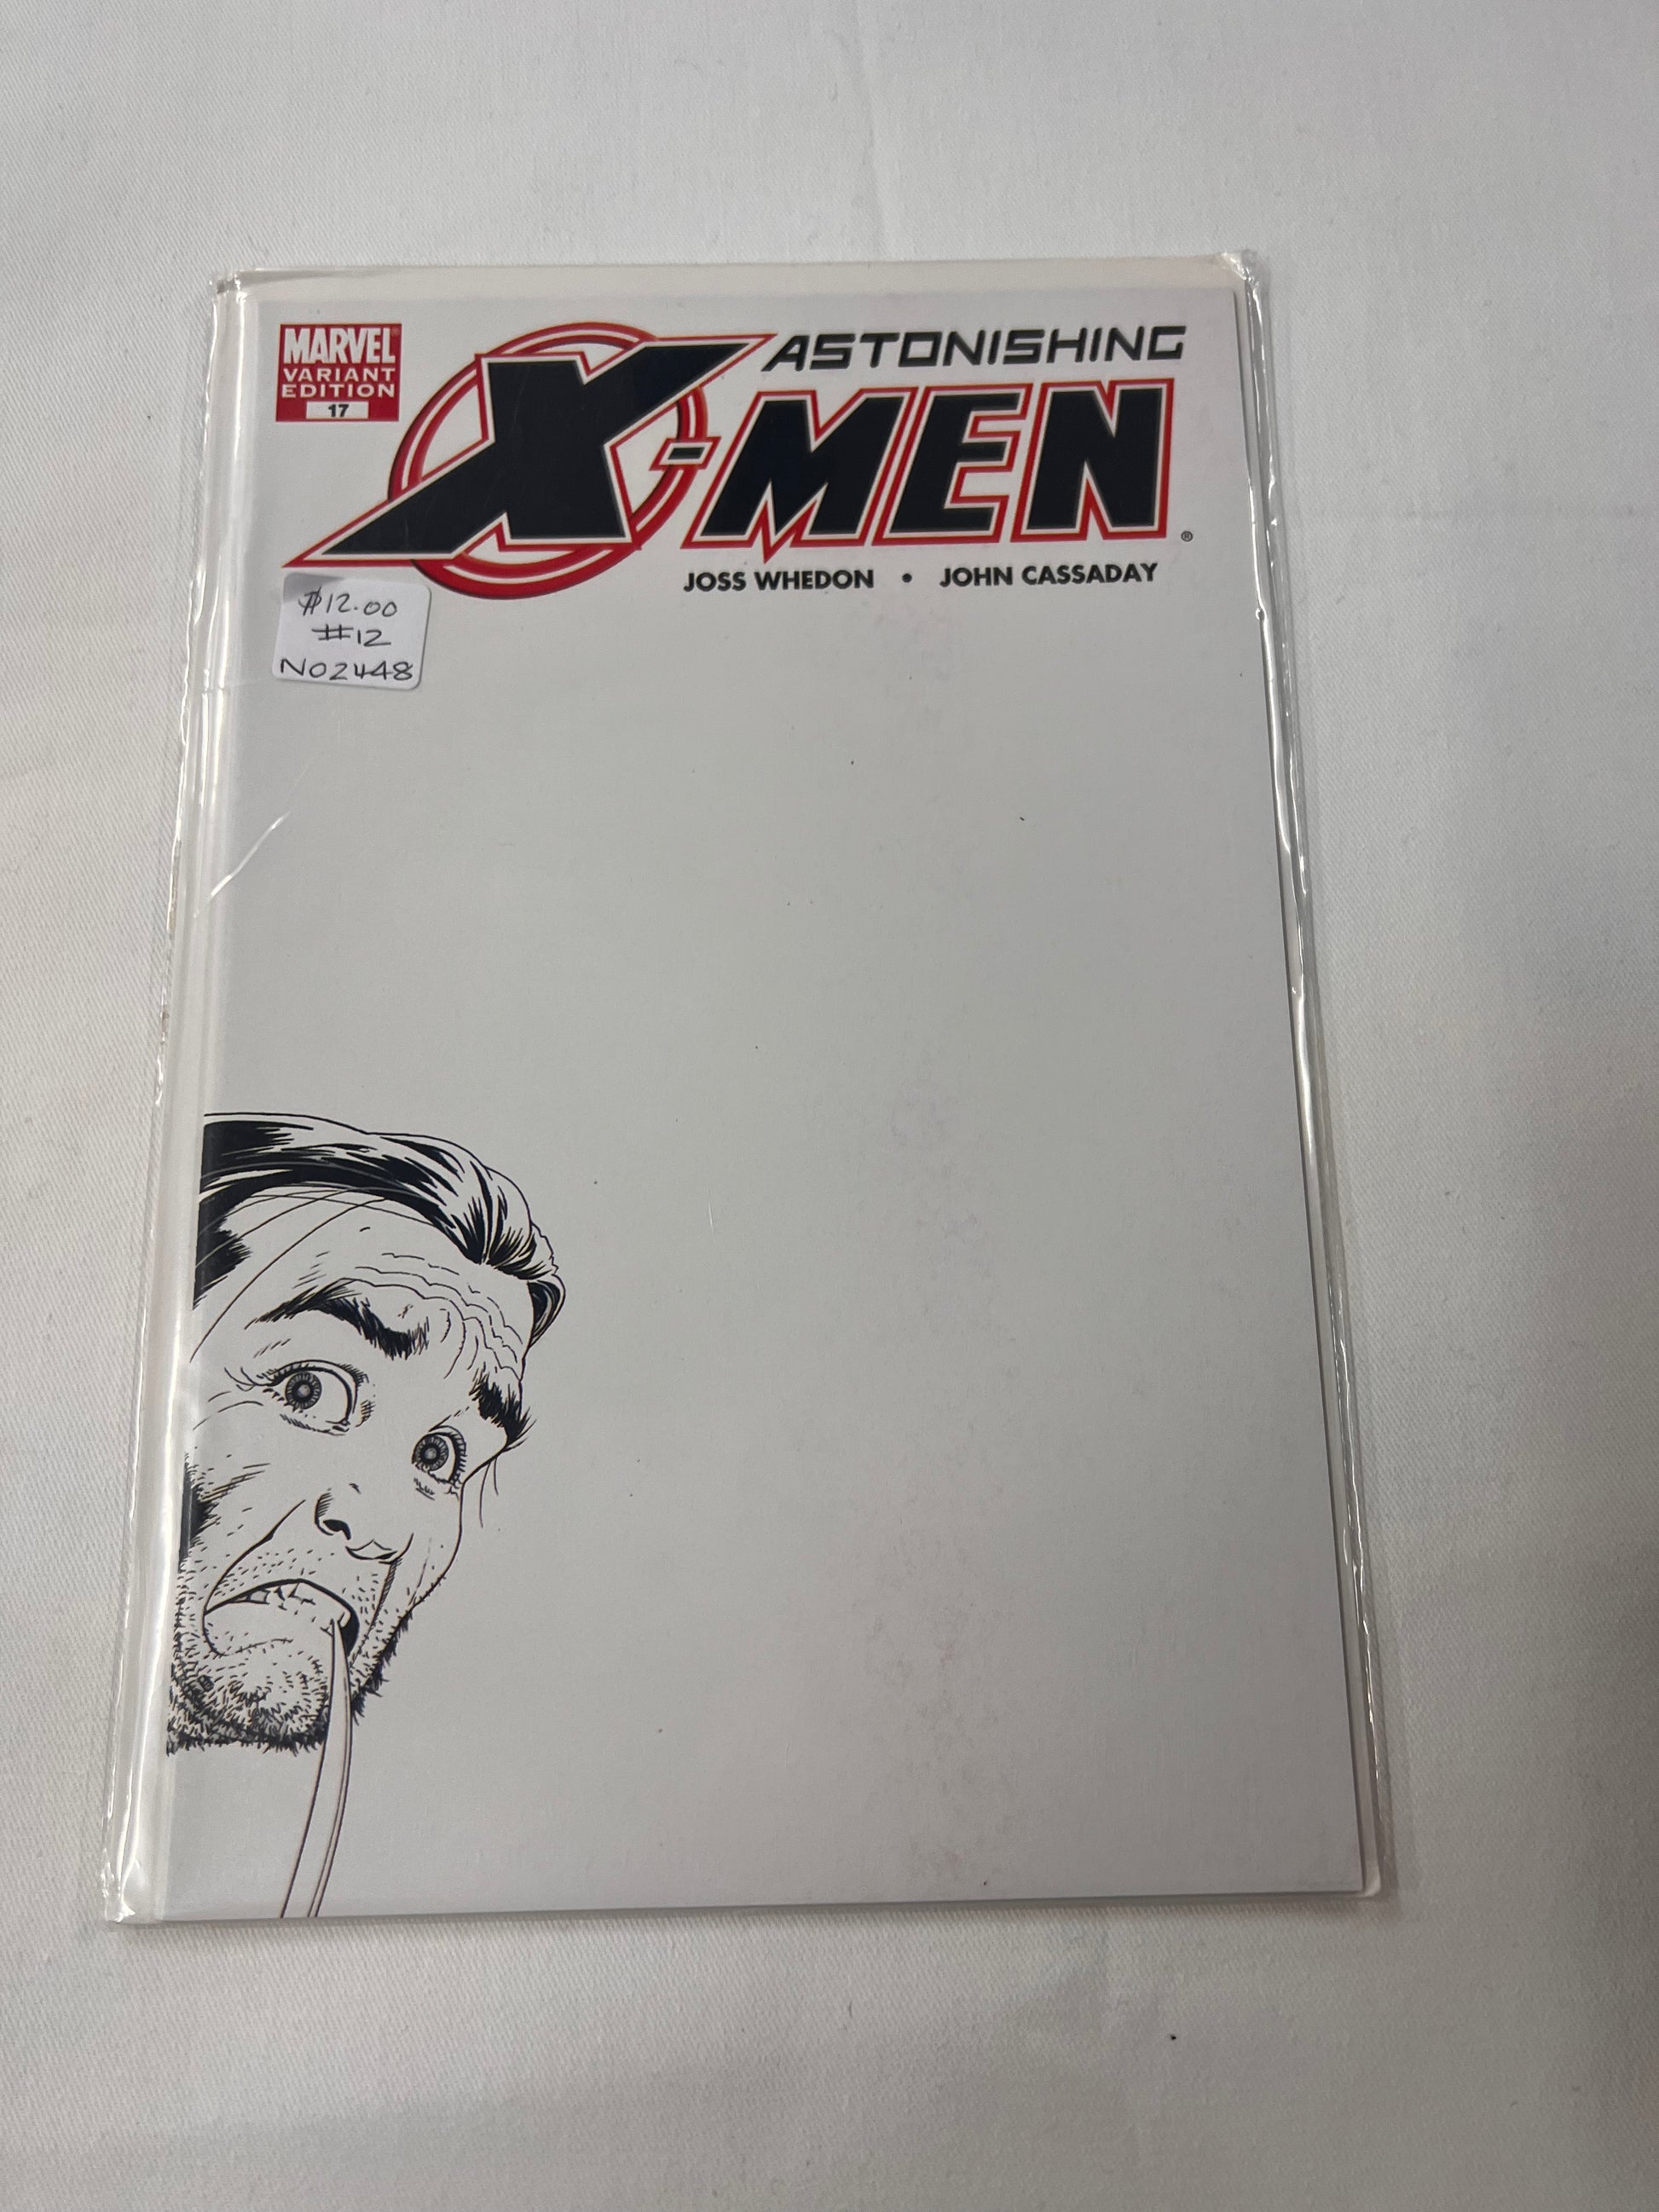 MARVEL
VARIANT
EDITION
17
ASTONISHING
X-MEN®
JOSS WHEDON • JOHN CASSADAY
$12.00
#12
NO2448